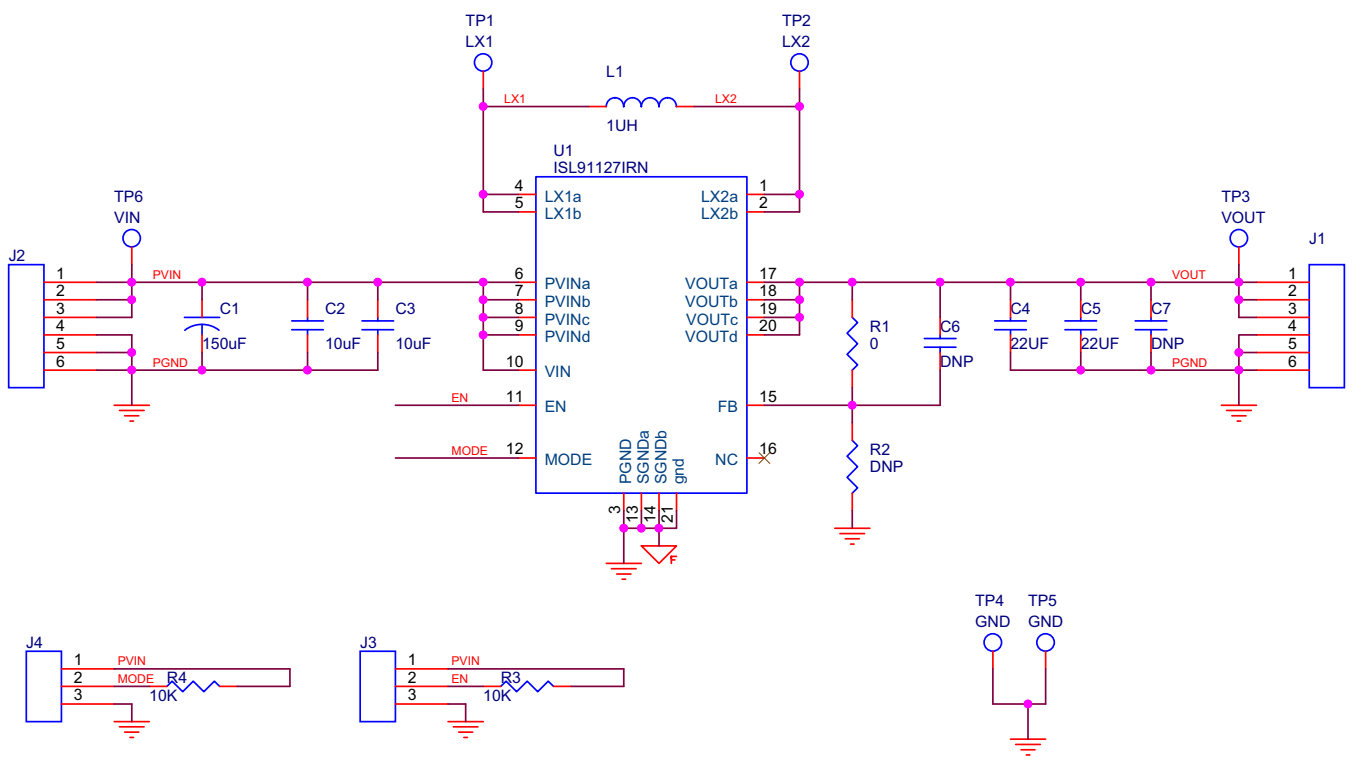 TP1
LX1
TP2
LX2
L1
LX1
LX2
1UH
U1
ISL91127IRN
4
LX1a
5
LX1b
1
LX2a
2
LX2b
TP6
VIN
TP3
VOUT
J2
J1
1
2
3
4
5
6
PVIN
PGND
C1
150uF
C2
10uF
C3
10uF
6
PVINa
7
PVINb
8
PVINc
9
PVINd
10
VIN
11
EN
EN
12
MODE
MODE
17
VOUTa
18
VOUTb
19
VOUTc
20
VOUTd
15
FB
16
NC
PGND
SGNDa
SGNDb
gnd
3
13
14
21
F
R1
0
C6
DNP
R2
DNP
C4
22UF
C5
22UF
C7
DNP
VOUT
PGND
1
2
3
4
5
6
J4
1
2
3
PVIN
MODE
R4
10K
J3
1
2
3
PVIN
EN
R3
10K
TP4
GND
TP5
GND